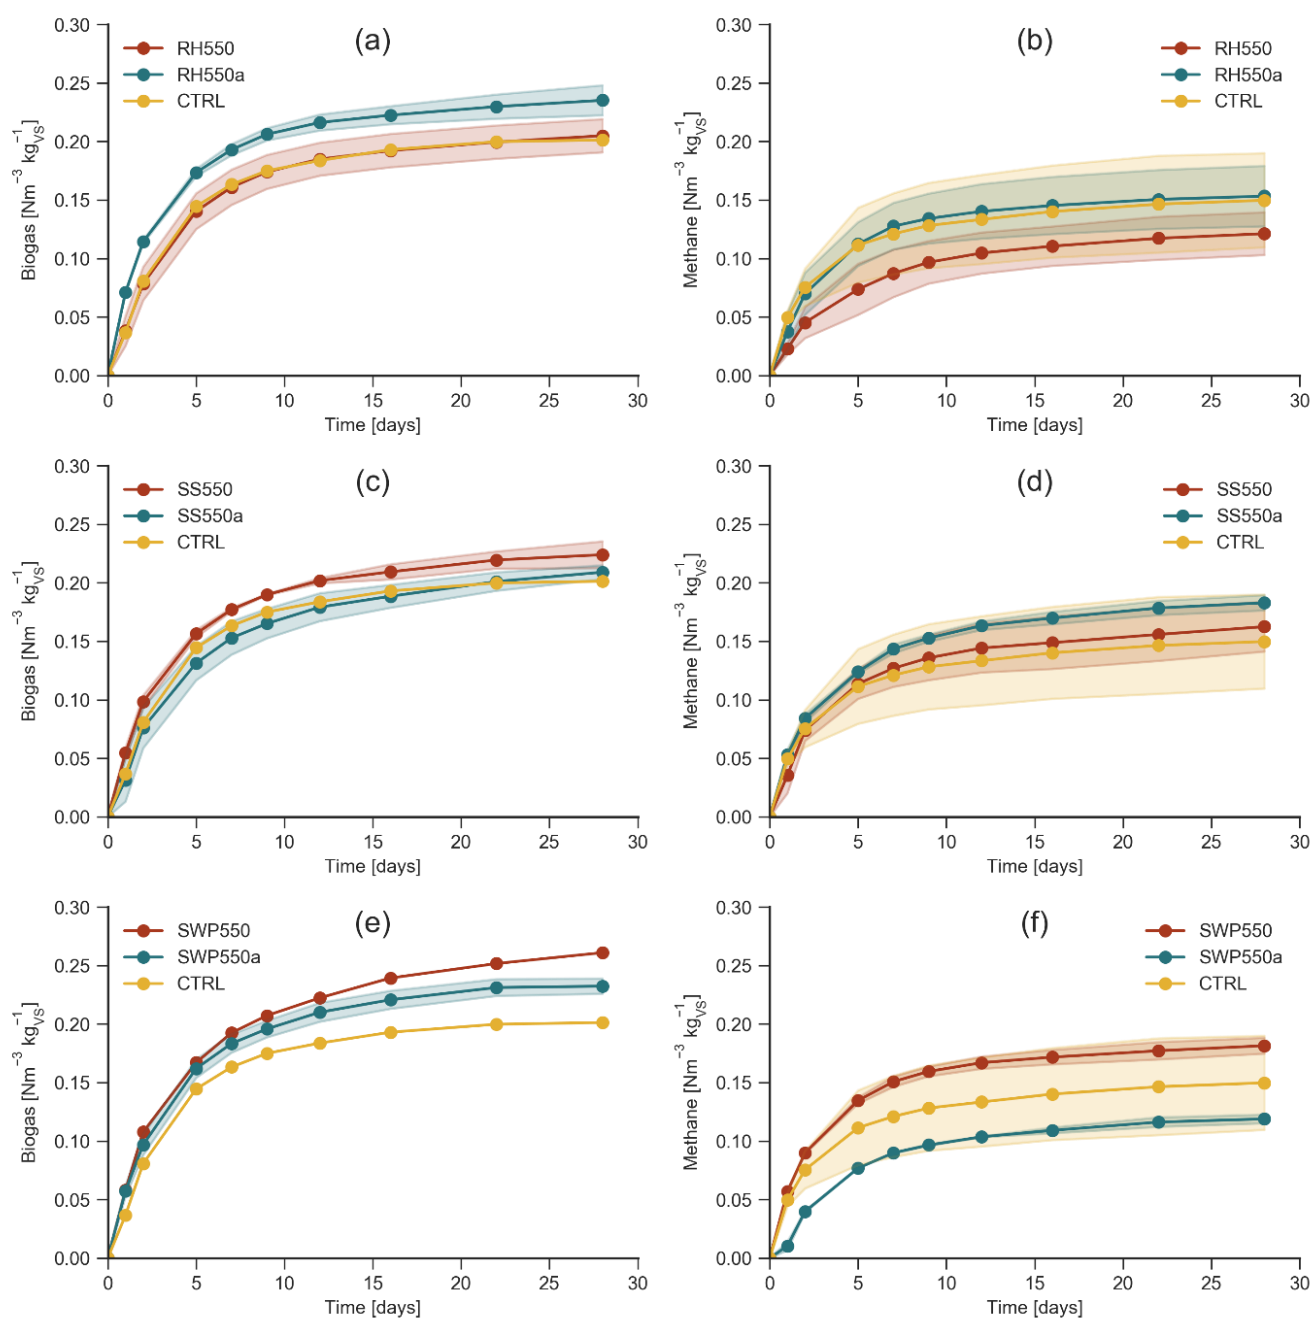 (a)
RH550
RH550a
CTRL
0.30
0.25
0.20
0.15
0.10
0.05
0.00
Biogas [Nm⁻³ kg⁻¹VS]
0 5 10 15 20 25 30
Time [days]
(b)
RH550
RH550a
CTRL
0.30
0.25
0.20
0.15
0.10
0.05
0.00
Methane [Nm⁻³ kg⁻¹VS]
0 5 10 15 20 25 30
Time [days]
(c)
SS550
SS550a
CTRL
0.30
0.25
0.20
0.15
0.10
0.05
0.00
Biogas [Nm⁻³ kg⁻¹VS]
0 5 10 15 20 25 30
Time [days]
(d)
SS550
SS550a
CTRL
0.30
0.25
0.20
0.15
0.10
0.05
0.00
Methane [Nm⁻³ kg⁻¹VS]
0 5 10 15 20 25 30
Time [days]
(e)
SWP550
SWP550a
CTRL
0.30
0.25
0.20
0.15
0.10
0.05
0.00
Biogas [Nm⁻³ kg⁻¹VS]
0 5 10 15 20 25 30
Time [days]
(f)
SWP550
SWP550a
CTRL
0.30
0.25
0.20
0.15
0.10
0.05
0.00
Methane [Nm⁻³ kg⁻¹VS]
0 5 10 15 20 25 30
Time [days]